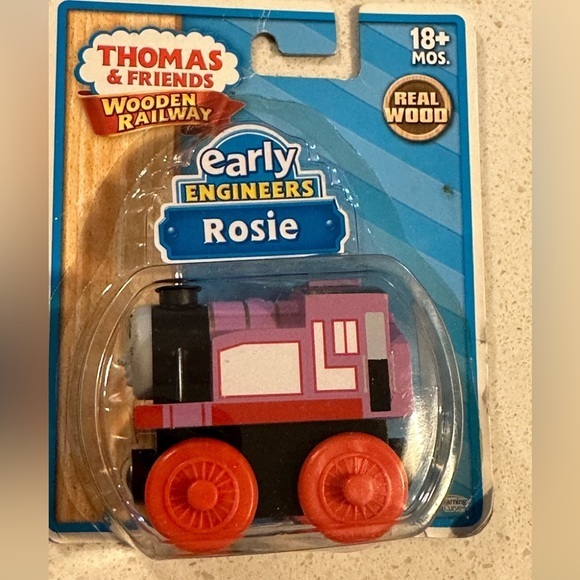 THOMAS
& FRIENDS
WOODEN
RAILWAY
18+
MOS.
REAL
WOOD
early
ENGINEERS
Rosie